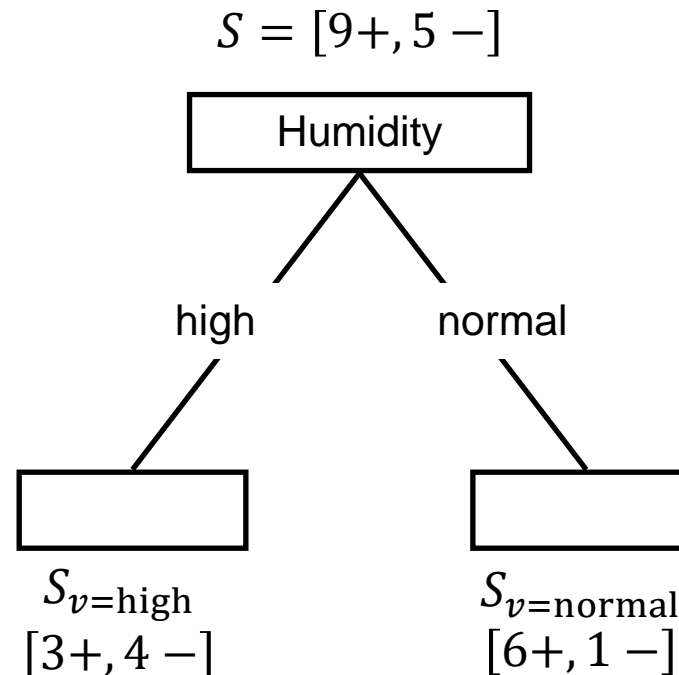 S = [9+, 5 −]
Humidity
high normal
S_{v=high} S_{v=normal}
[3+, 4 −] [6+, 1 −]